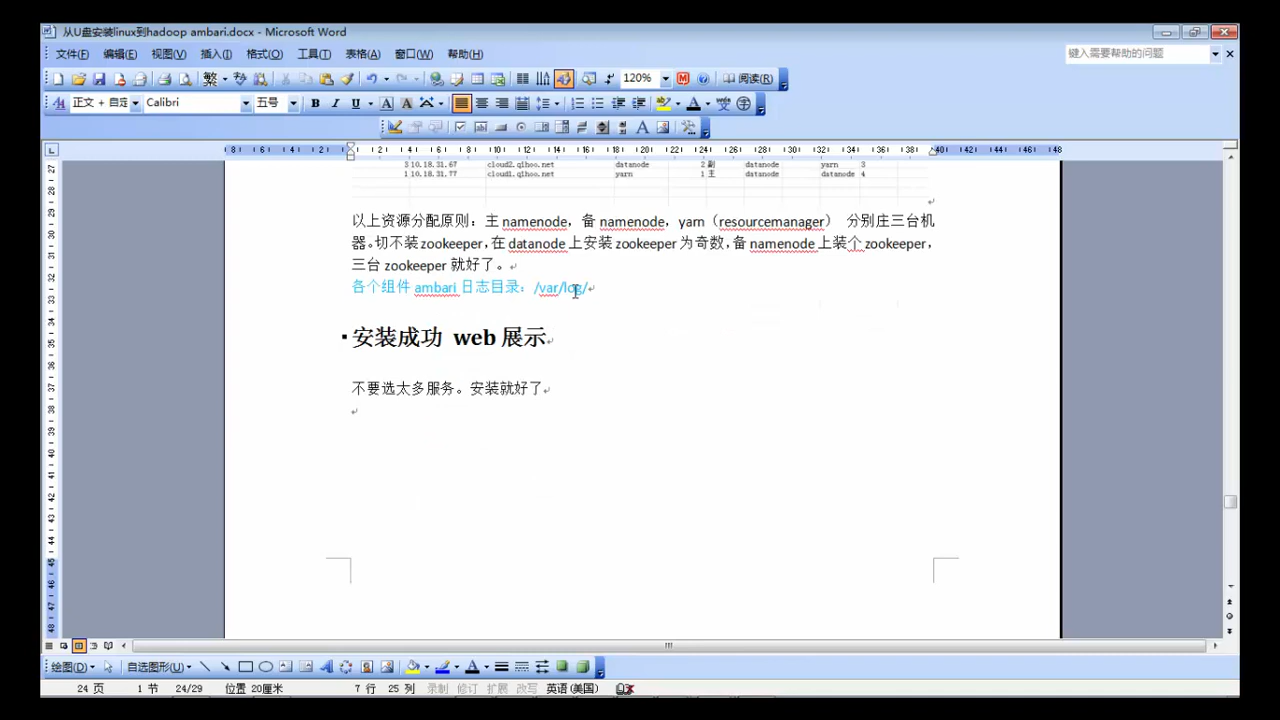 从U盘安装linux到hadoop ambari.docx - Microsoft Word
文件(F) 编辑(E) 视图(V) 插入(I) 格式(O) 工具(T) 表格(A) 窗口(W) 帮助(H) 键入需要帮助的问题
120% 阅读(R)
正文 + 自定 Calibri 五号
3 10.18.31.67 cloud2.qihoo.net datanode 2 副 datanode yarn 3
1 10.18.31.77 cloud1.qihoo.net yarn 1 主 datanode datanode 4
以上资源分配原则：主 namenode，备 namenode，yarn（resourcemanager） 分别庄三台机
器。切不装 zookeeper，在 datanode 上安装 zookeeper 为奇数，备 namenode 上装个 zookeeper，
三台 zookeeper 就好了。
各个组件 ambari 日志目录：/var/log/
安装成功 web 展示
不要选太多服务。安装就好了
绘图(D) 自选图形(U)
24 页 1 节 24/29 位置 20厘米 7 行 25 列 录制 修订 扩展 改写 英语(美国)